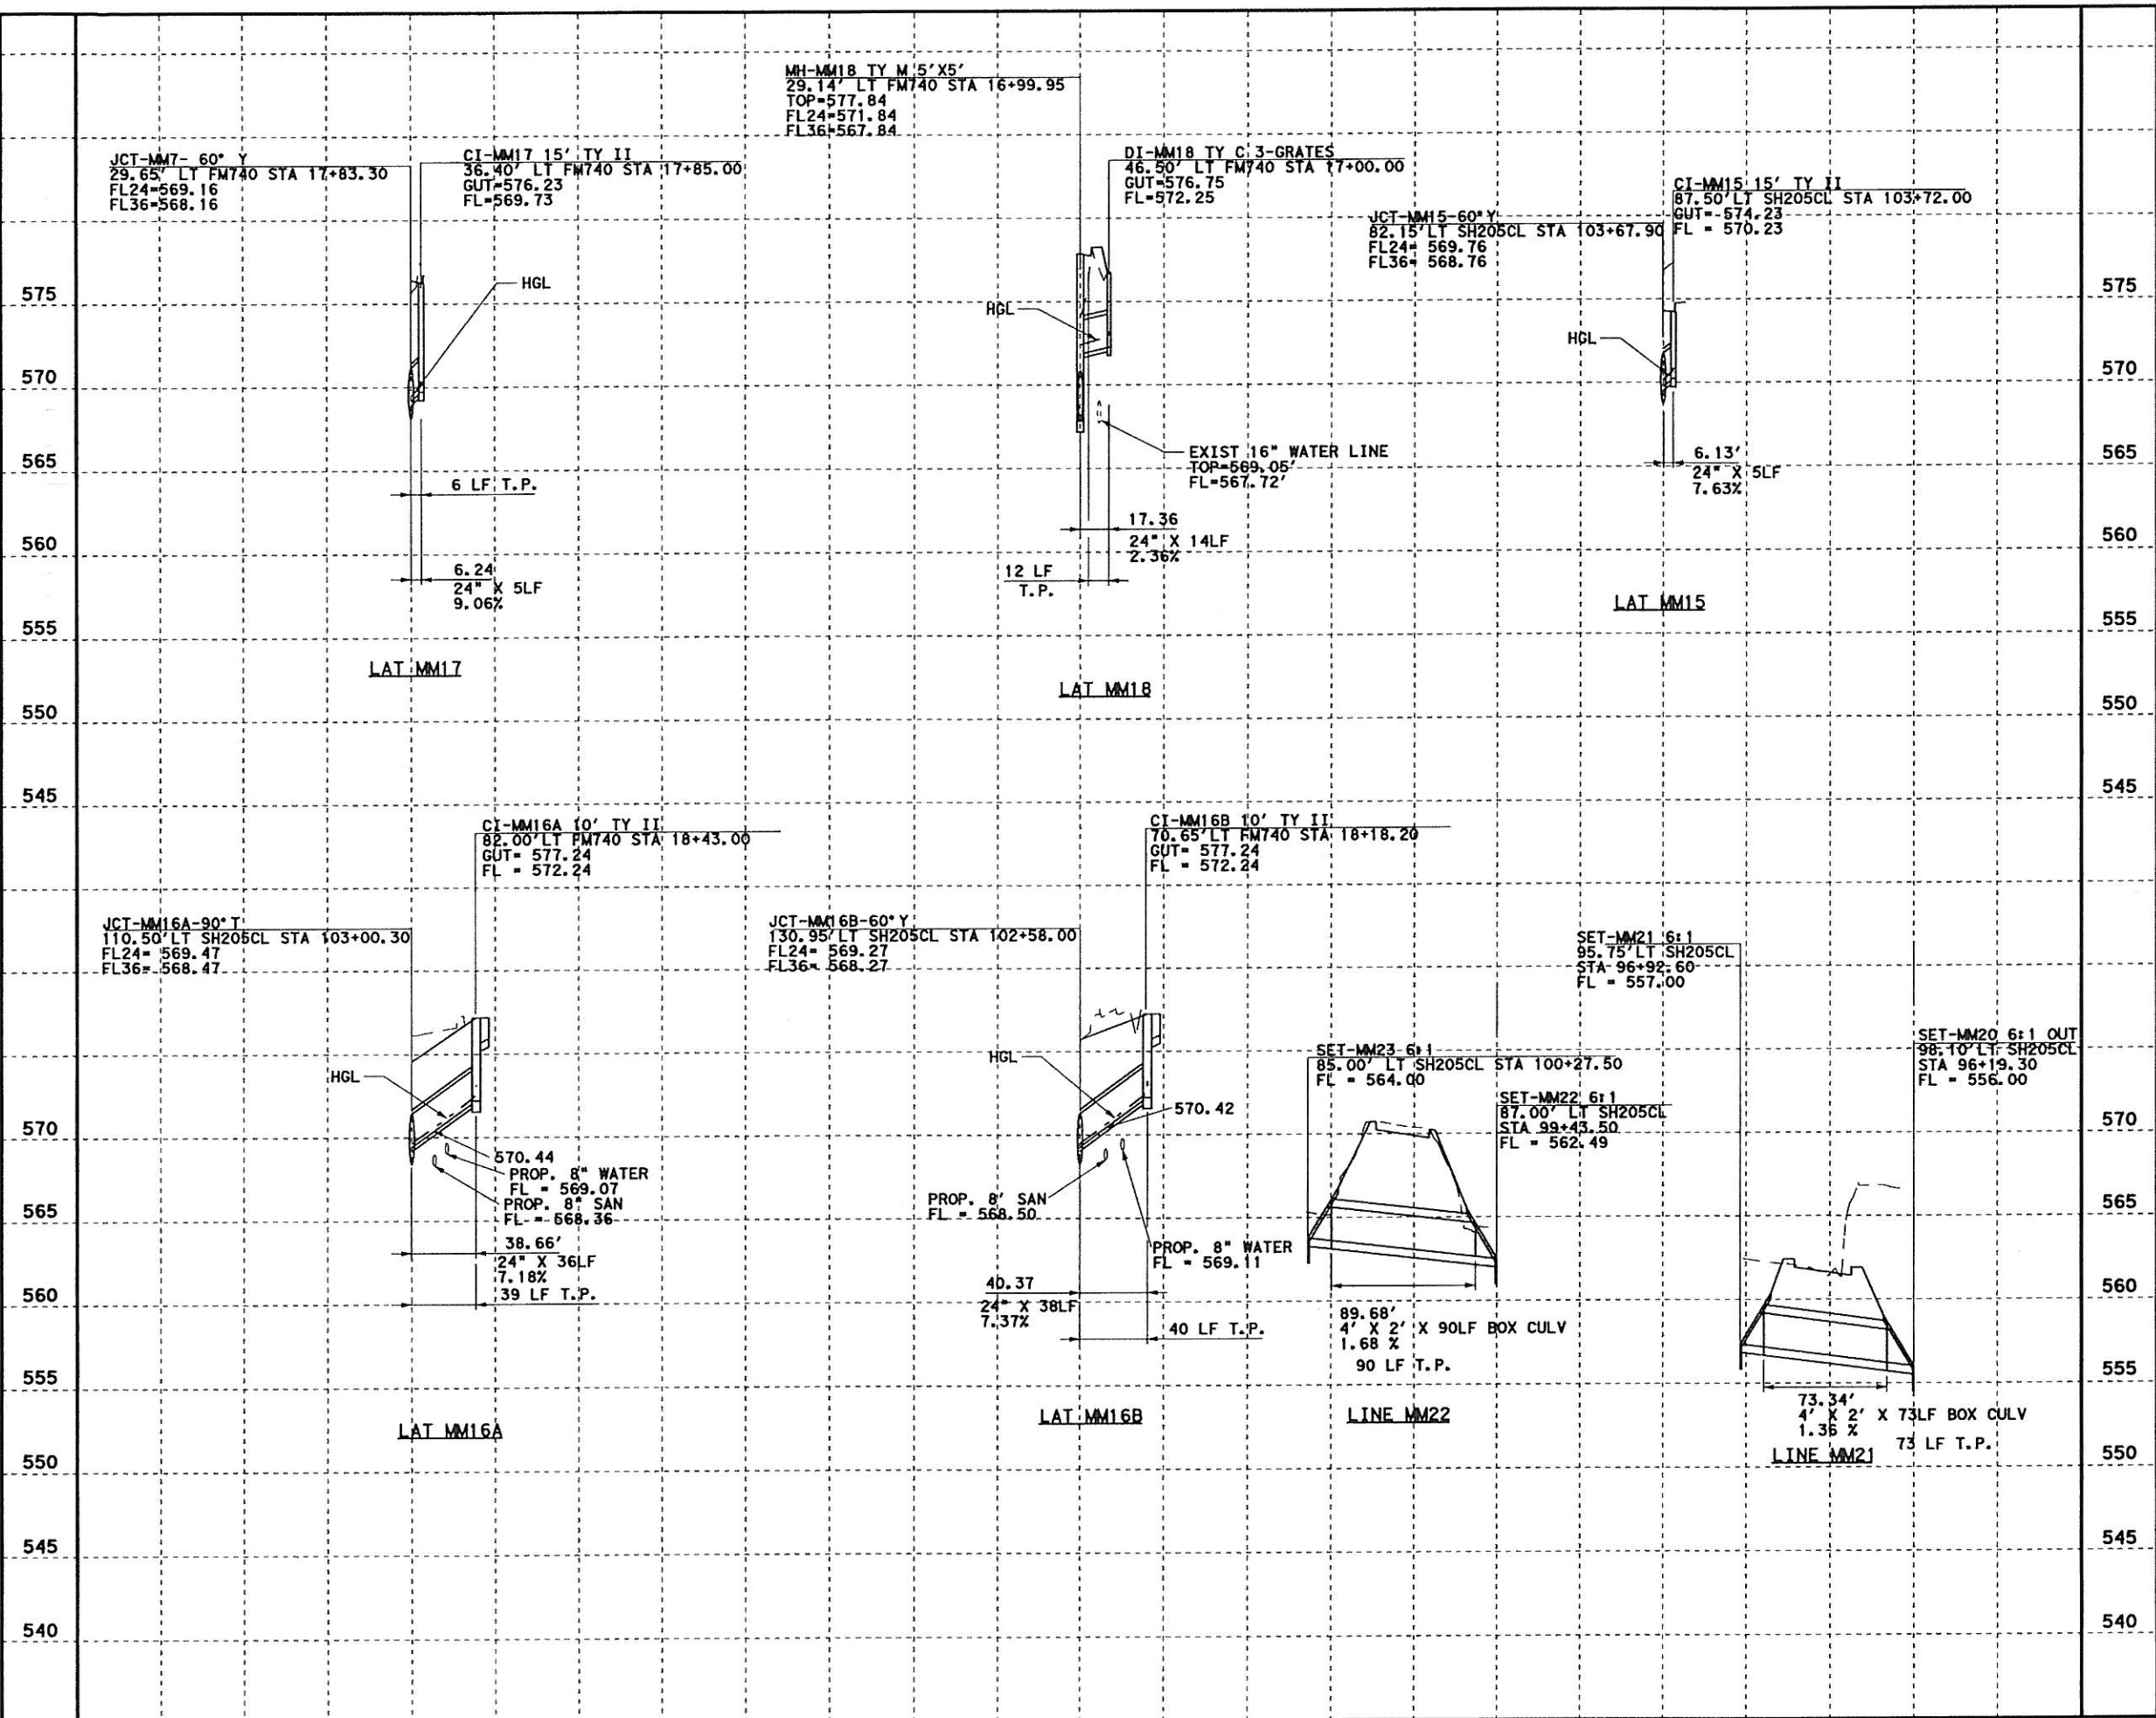 MH-MM18 TY M 5'X5'
29.14' LT FM740 STA 16+99.95
TOP=577.84
FL24=571.84
FL36=567.84
JCT-MM7- 60° Y
29.65' LT FM740 STA 17+83.30
FL24=569.16
FL36=568.16
CI-MM17 15' TY II
36.40' LT FM740 STA 17+85.00
GUT=576.23
FL=569.73
DI-MM18 TY C 3-GRATES
46.50' LT FM740 STA 17+00.00
GUT=576.75
FL=572.25
JCT-MM15-60°Y
82.15'LT SH205CL STA 103+67.90
FL24= 569.76
FL36= 568.76
CI-MM15 15' TY II
87.50'LT SH205CL STA 103+72.00
GUT= 574.23
FL = 570.23
575
HGL
HGL
HGL
575
570
570
EXIST 16" WATER LINE
TOP=569.05'
FL=567.72'
565
6 LF T.P.
6.13'
24" X 5LF
7.63%
565
560
17.36
24" X 14LF
2.36%
560
6.24
24" X 5LF
9.06%
12 LF
T.P.
LAT MM15
555
555
LAT MM17
LAT MM18
550
550
545
545
CI-MM16A 10' TY II
82.00'LT FM740 STA 18+43.00
GUT= 577.24
FL = 572.24
CI-MM16B 10' TY II
70.65'LT FM740 STA 18+18.20
GUT= 577.24
FL = 572.24
JCT-MM16A-90°T
110.50'LT SH205CL STA 103+00.30
FL24= 569.47
FL36= 568.47
JCT-MM16B-60°Y
130.95'LT SH205CL STA 102+58.00
FL24= 569.27
FL36= 568.27
SET-MM21 6:1
95.75'LT SH205CL
STA 96+92.60
FL = 557.00
SET-MM20 6:1 OUT
98.10'LT SH205CL
STA 96+19.30
FL = 556.00
HGL
HGL
SET-MM23 6:1
85.00' LT SH205CL STA 100+27.50
FL = 564.00
SET-MM22 6:1
87.00' LT SH205CL
STA 99+43.50
FL = 562.49
570
570.44
PROP. 8" WATER
FL = 569.07
PROP. 8" SAN
FL = 568.36
570.42
570
565
PROP. 8' SAN
FL = 568.50
PROP. 8" WATER
FL = 569.11
565
38.66'
24" X 36LF
7.18%
39 LF T.P.
560
40.37
24" X 38LF
7.37%
40 LF T.P.
89.68'
4' X 2' X 90LF BOX CULV
1.68 %
90 LF T.P.
560
555
73.34'
4' X 2' X 73LF BOX CULV
1.36 %
73 LF T.P.
555
LAT MM16A
LAT MM16B
LINE MM22
LINE MM21
550
550
545
545
540
540